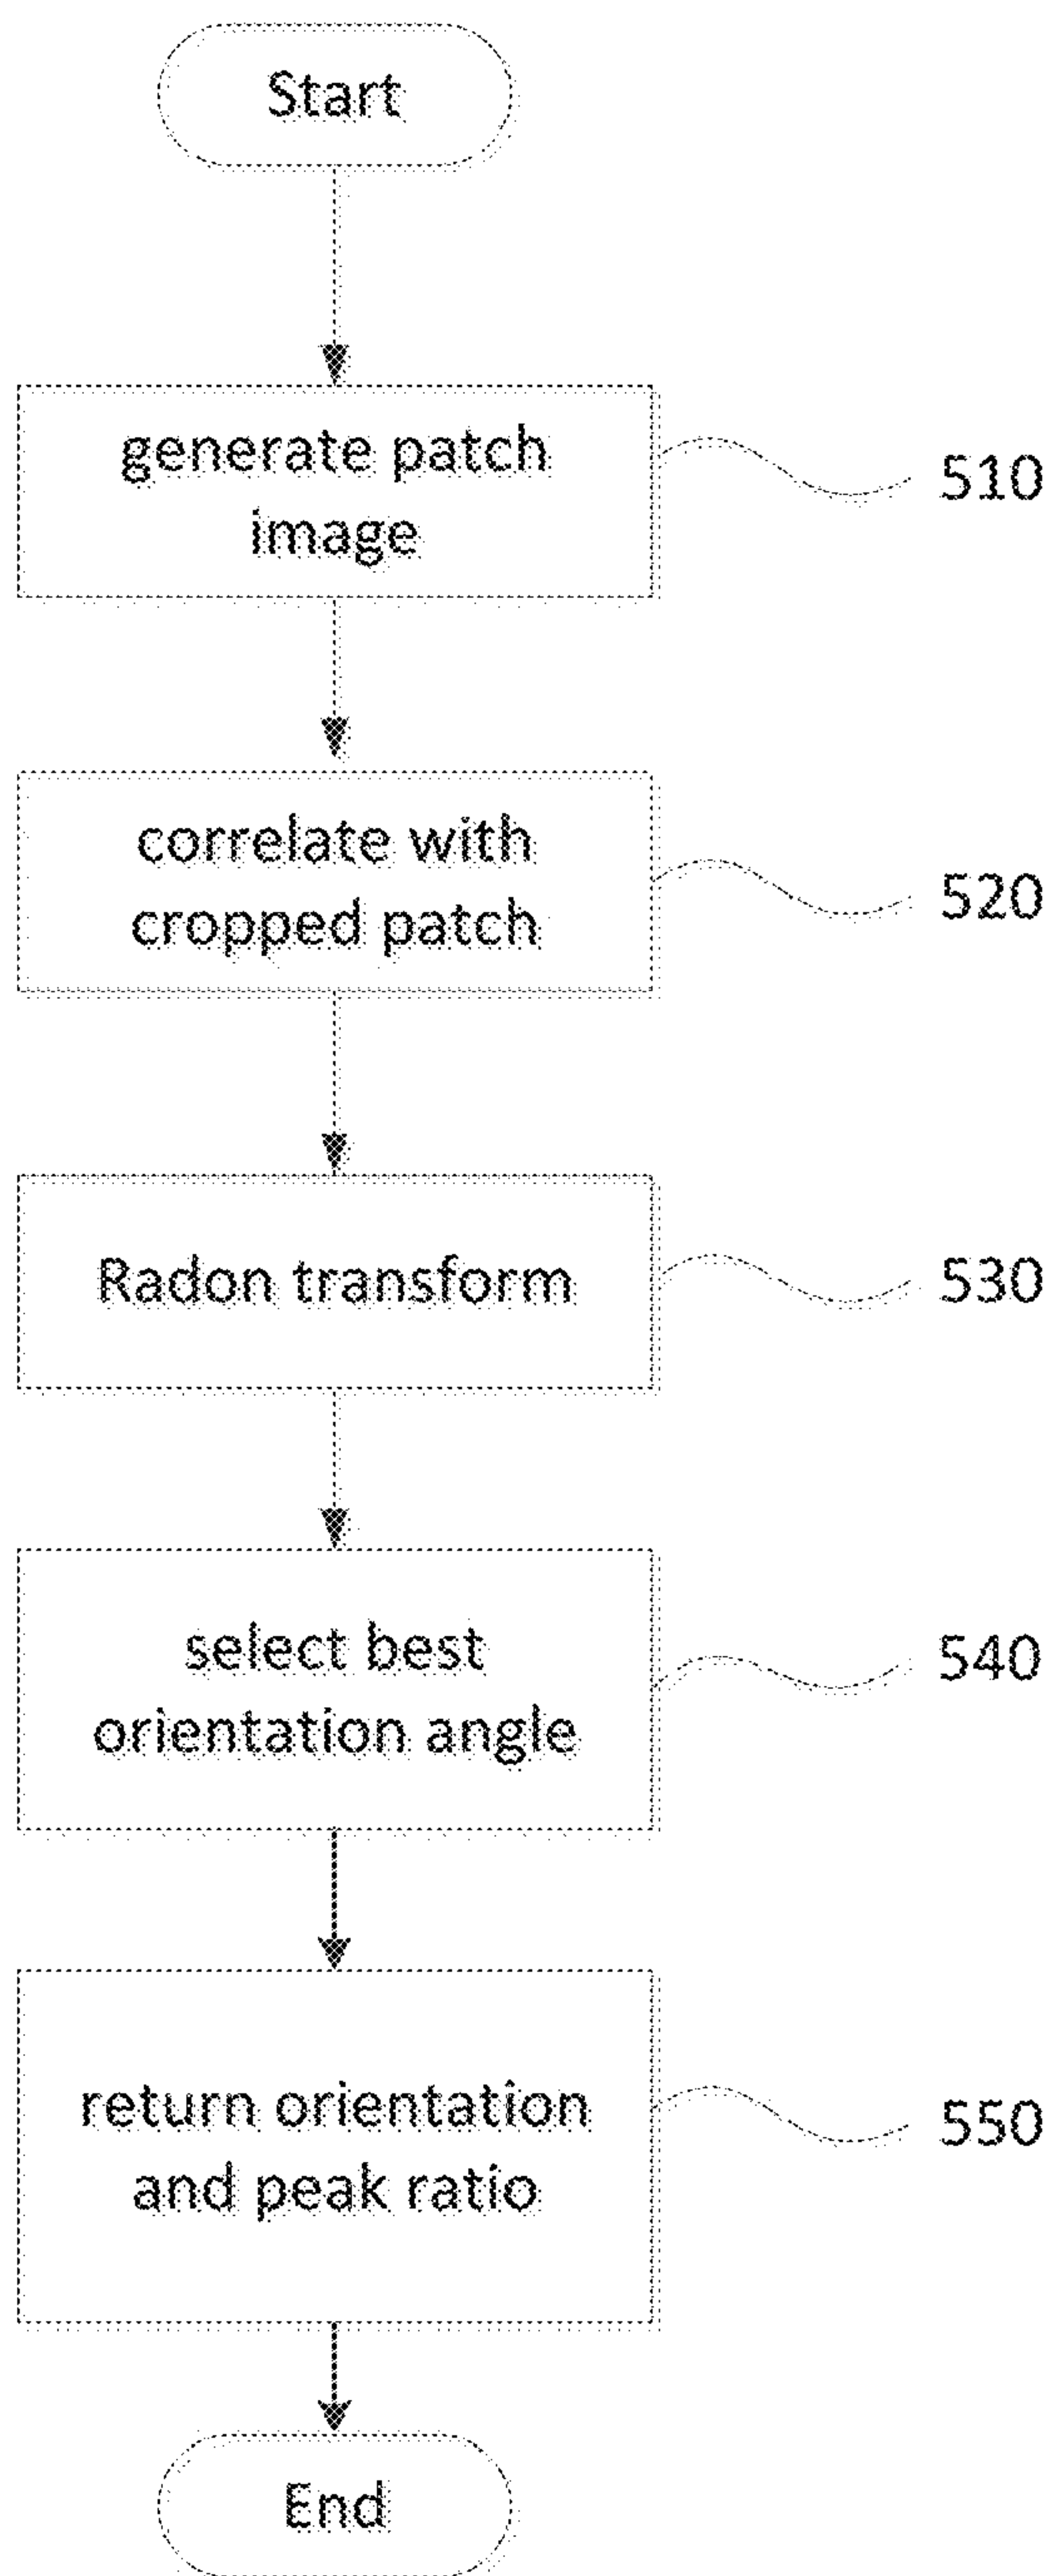 Start
generate patch
image
510
correlate with
cropped patch
520
Radon transform
530
select best
orientation angle
540
return orientation
and peak ratio
550
End